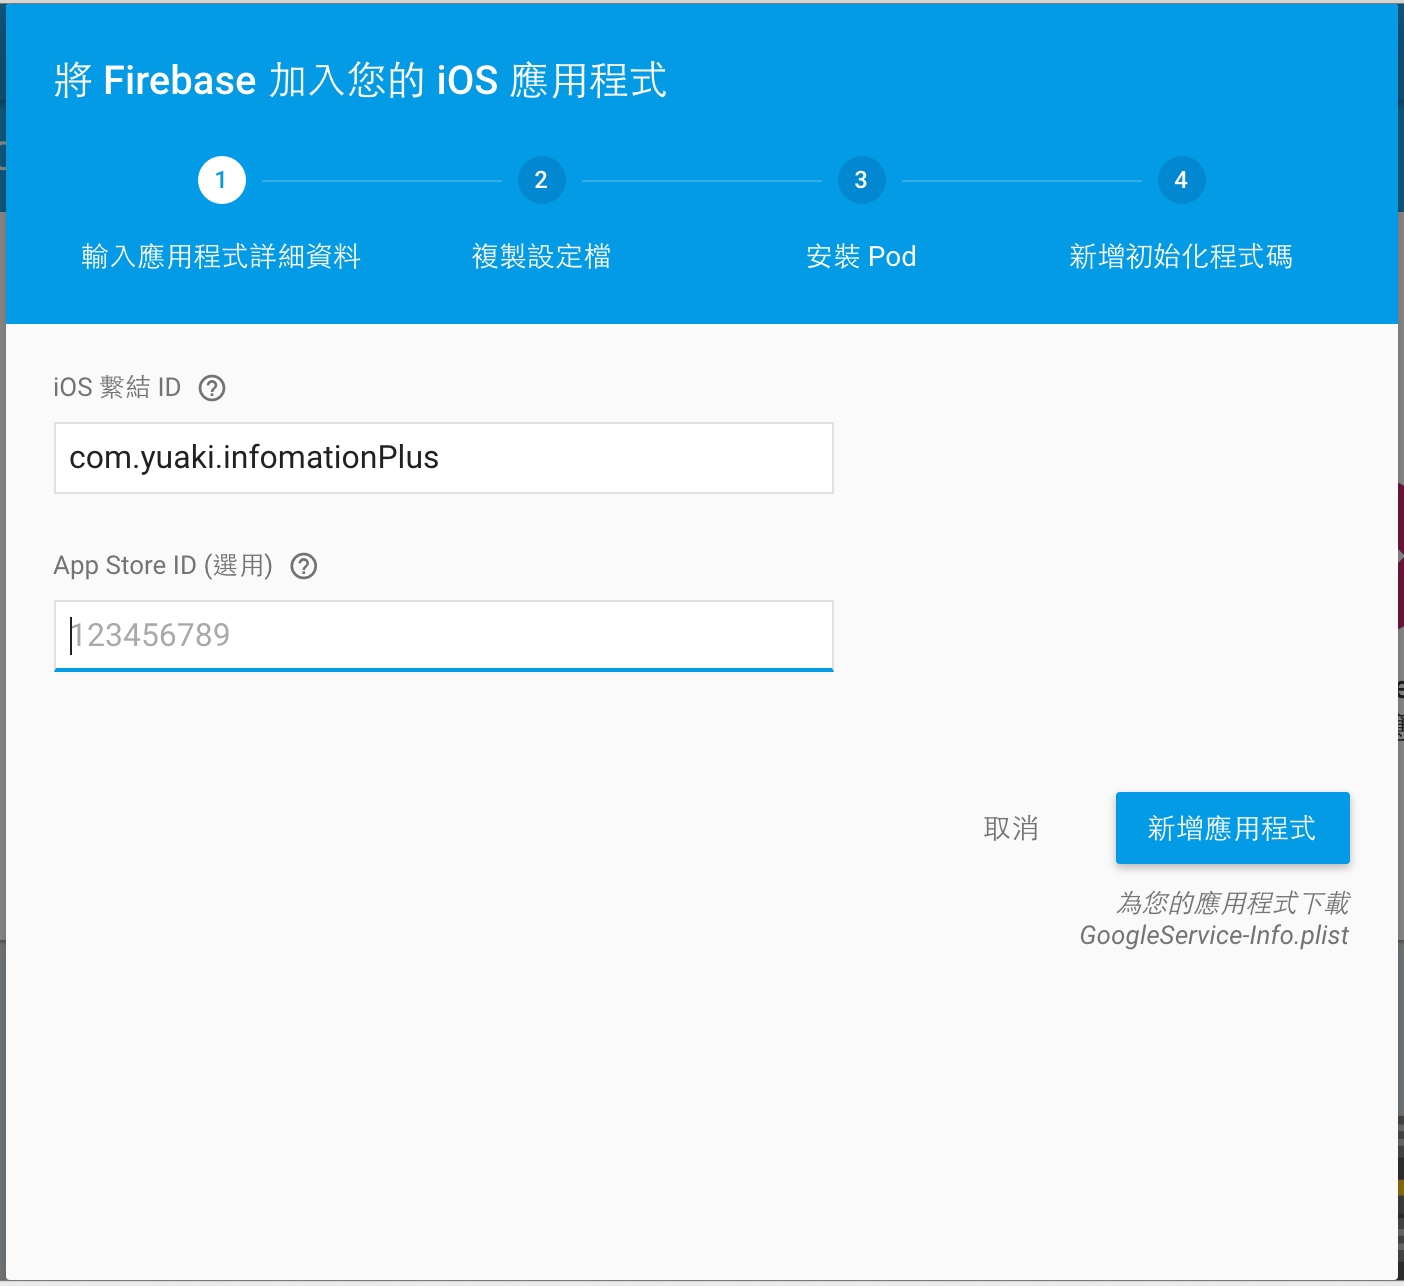 將 Firebase 加入您的 iOS 應用程式
1
2
3
4
輸入應用程式詳細資料
複製設定檔
安裝 Pod
新增初始化程式碼
iOS 繫結 ID
com.yuaki.infomationPlus
App Store ID (選用)
123456789
取消
新增應用程式
為您的應用程式下載
GoogleService-Info.plist